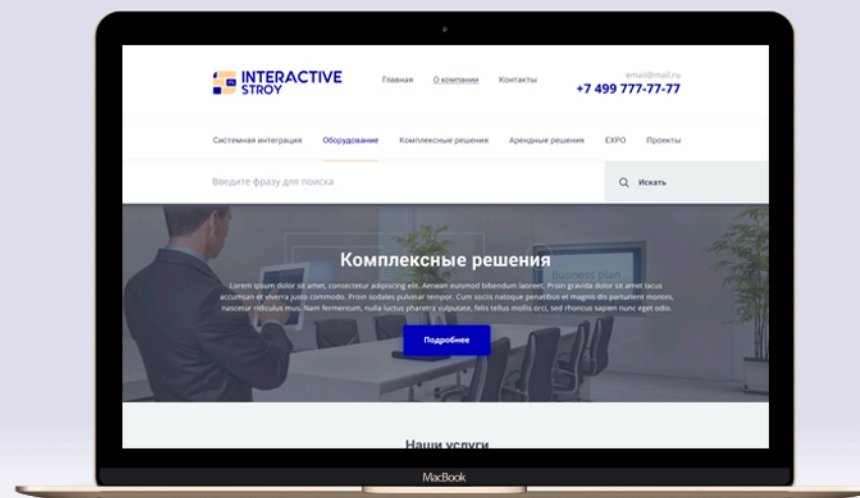 INTERACTIVE
STROY
Главная О компании Контакты
email@mail.ru
+7 499 777-77-77
Системная интеграция Оборудование Комплексные решения Арендные решения EXPO Проекты
Введите фразу для поиска Искать
Комплексные решения
Business plan
Lorem ipsum dolor sit amet, consectetur adipiscing elit. Aenean euismod bibendum laoreet. Proin gravida dolor sit amet lacus
accumsan et viverra justo commodo. Proin sodales pulvinar tempor. Cum sociis natoque penatibus et magnis dis parturient montes,
nascetur ridiculus mus. Nam fermentum, nulla luctus pharetra vulputate, felis tellus mollis orci, sed rhoncus sapien nunc eget odio.
Подробнее
Наши услуги
MacBook